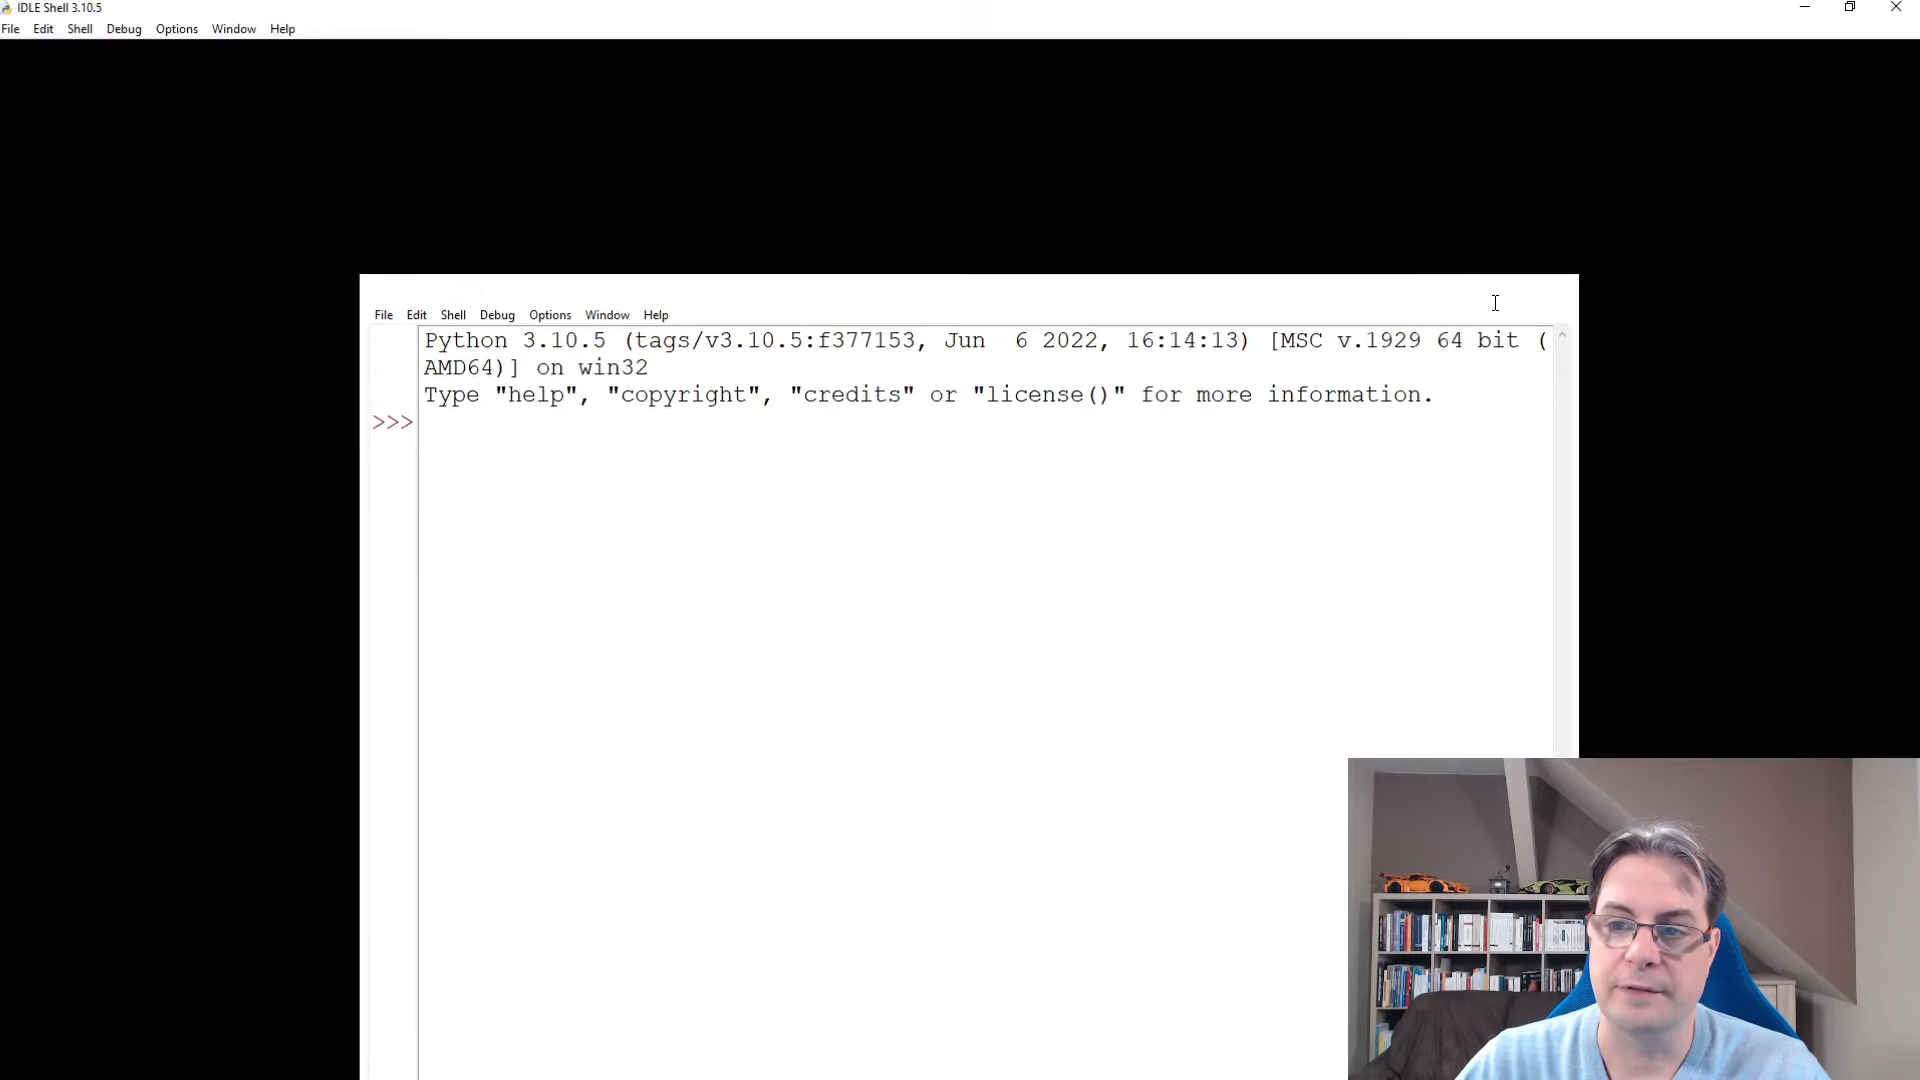 IDLE Shell 3.10.5
File Edit Shell Debug Options Window Help
File Edit Shell Debug Options Window Help
Python 3.10.5 (tags/v3.10.5:f377153, Jun  6 2022, 16:14:13) [MSC v.1929 64 bit (
AMD64)] on win32
Type "help", "copyright", "credits" or "license()" for more information.
>>>